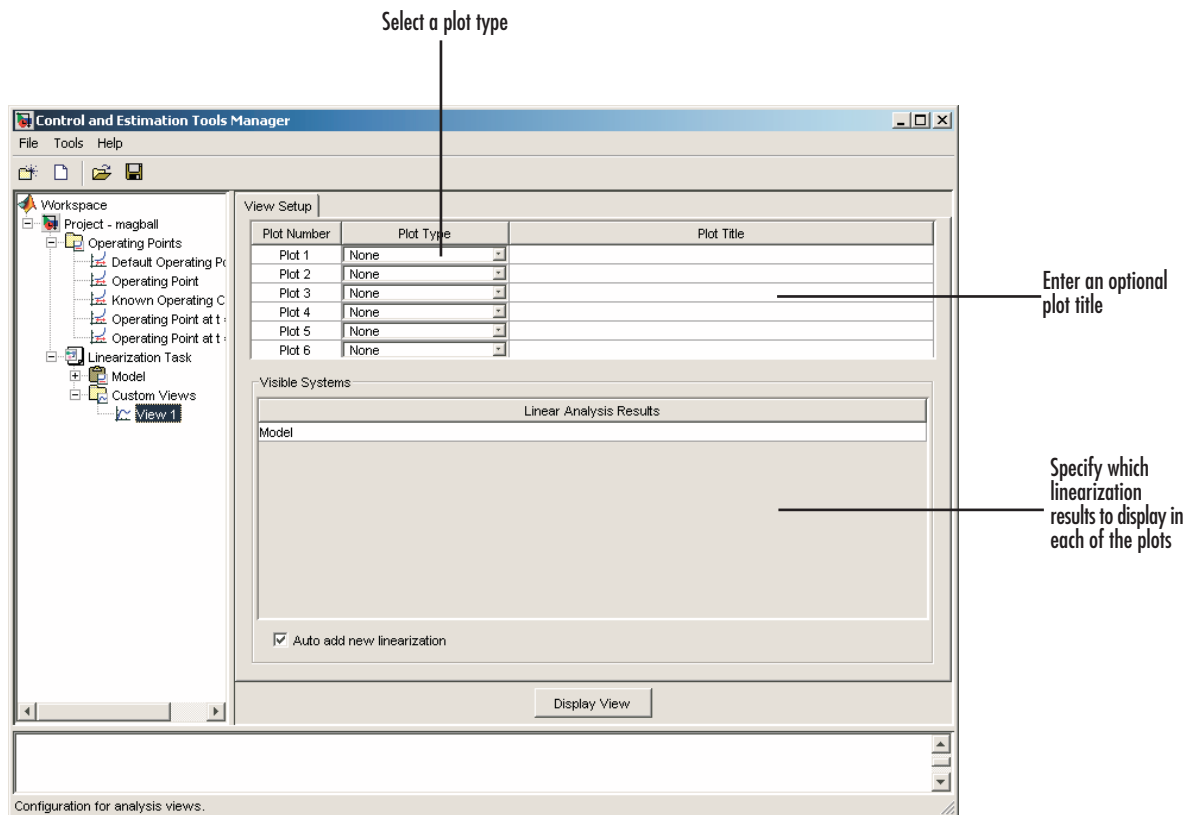 Select a plot type
Control and Estimation Tools Manager
File Tools Help
Workspace
Project - magball
Operating Points
Default Operating Po
Operating Point
Known Operating C
Operating Point at t
Operating Point at t
Linearization Task
Model
Custom Views
View 1
View Setup
Plot Number Plot Type Plot Title
Plot 1 None
Plot 2 None
Plot 3 None
Plot 4 None
Plot 5 None
Plot 6 None
Visible Systems
Linear Analysis Results
Model
Auto add new linearization
Display View
Configuration for analysis views.
Enter an optional
plot title
Specify which
linearization
results to display in
each of the plots